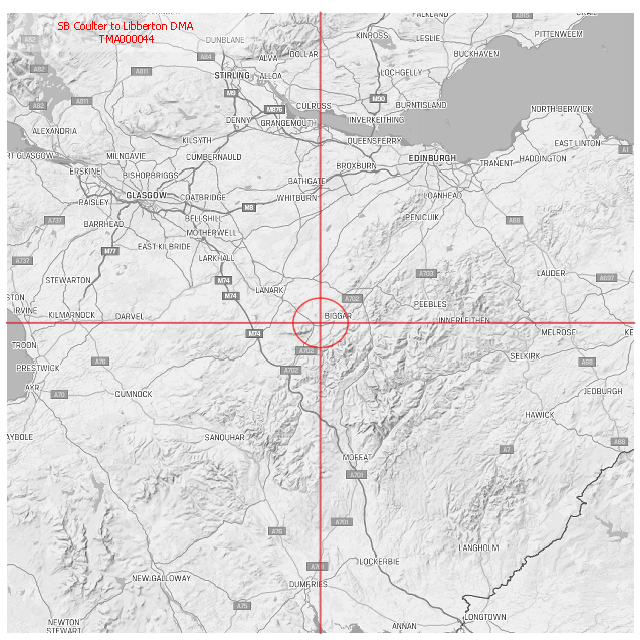 SB Coulter to Libberton DMA
TMA000044
FALKLAND
A915
KINROSS
LESLIE
PITTENWEEM
A82
DUNBLANE
DOLLAR
BUCKHAVEN
A84
ALVA
A82
A811
STIRLING
ALLOA
LOCHGELLY
M9
A82
A811
CULROSS
M90
BURNTISLAND
M876
NORTH BERWICK
DENNY
GRANGEMOUTH
INVERKEITHING
ALEXANDRIA
KILSYTH
QUEENSFERRY
EAST LINTON
A1
RT GLASGOW
MILNGAVIE
CUMBERNAULD
EDINBURGH
HADDINGTON
ERSKINE
BISHOPBRIGGS
BROXBURN
TRANENT
BATHGATE
GLASGOW
COATBRIDGE
WHITBURN
LOANHEAD
PAISLEY
M8
A737
BARRHEAD
BELLSHILL
PENICUIK
A68
MOTHERWELL
EAST KILBRIDE
M77
A737
LARKHALL
STEWARTON
M74
A703
LAUDER
A697
STON
LANARK
M74
A702
PEEBLES
IRVINE
KILMARNOCK
DARVEL
BIGGAR
INNERLEITHEN
M74
MELROSE
KE
TROON
A702
SELKIRK
PRESTWICK
A76
A702
A68
AYR
A70
CUMNOCK
JEDBURGH
HAWICK
AYBOLE
SANQUHAR
A68
A7
MOFFAT
A701
A76
A701
LANGHOLM
LOCKERBIE
A701
NEW GALLOWAY
DUMFRIES
A75
NEWTON
STEWART
ANNAN
LONGTOWN